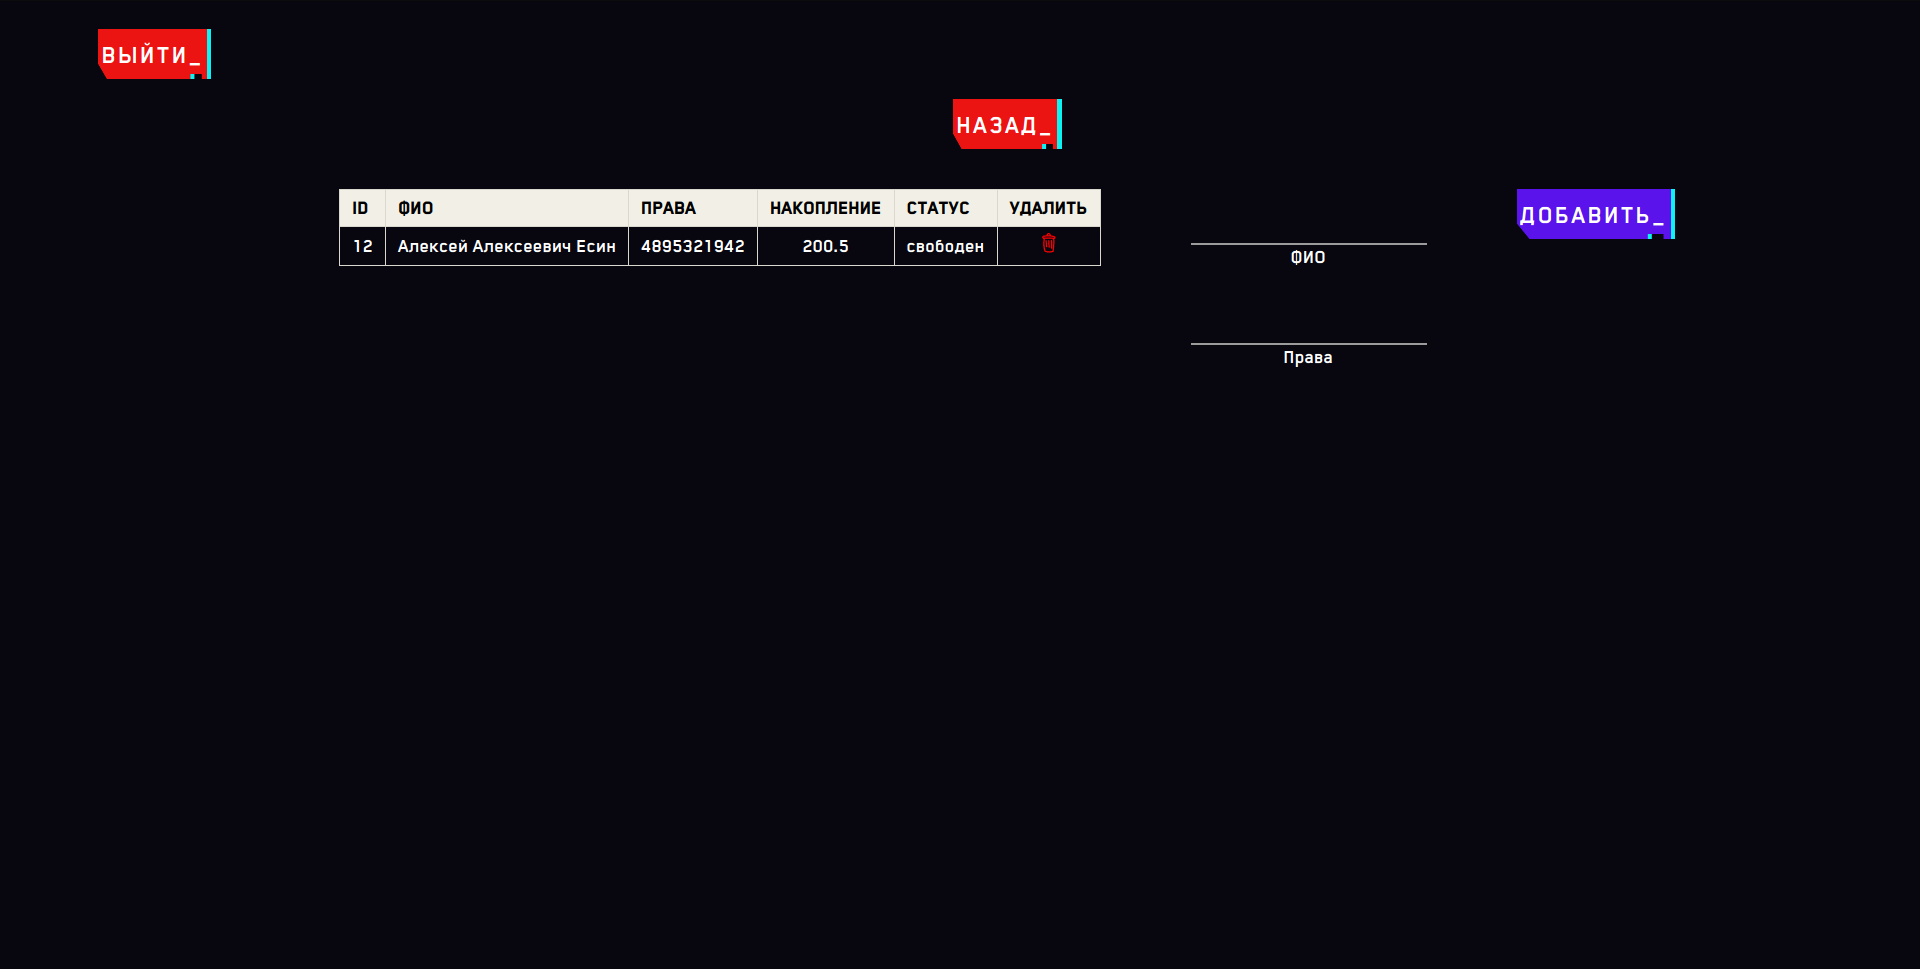 ВЫЙТИ_
НАЗАД_
ID ФИО ПРАВА НАКОПЛЕНИЕ СТАТУС УДАЛИТЬ
12 Алексей Алексеевич Есин 4895321942 200.5 свободен
ДОБАВИТЬ_
ФИО
Права